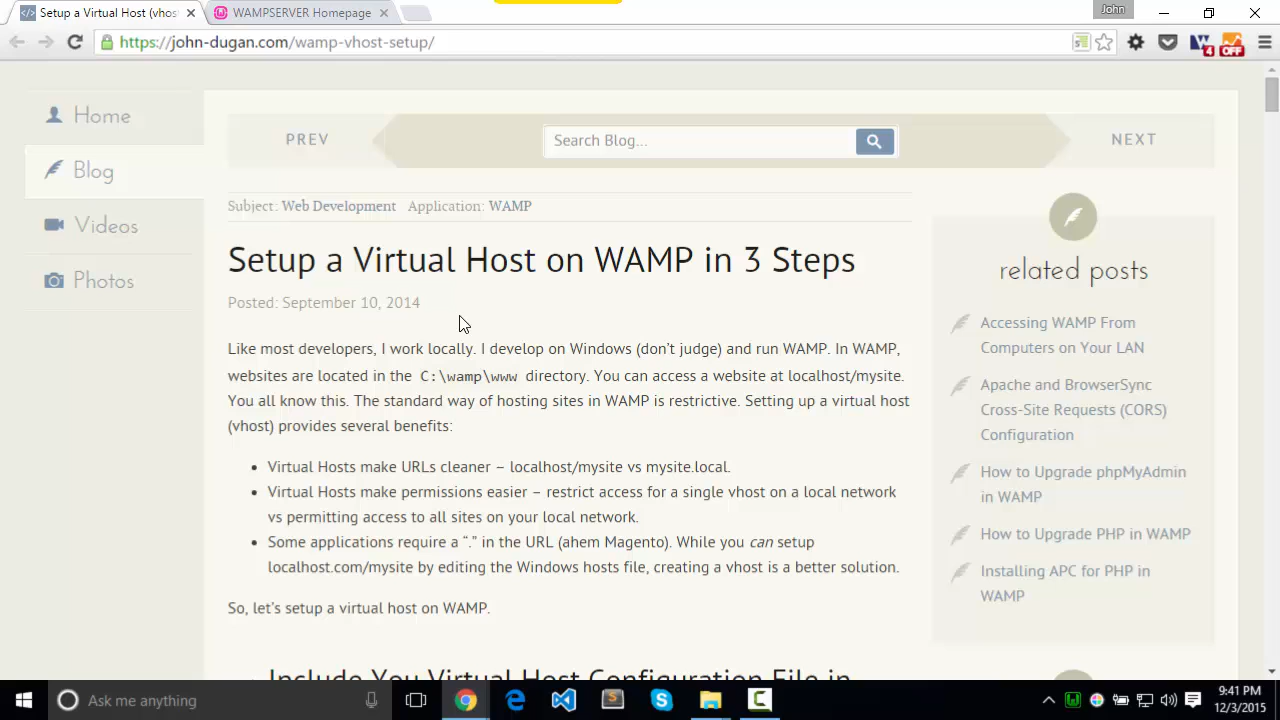 Setup a Virtual Host (vhos
WAMPSERVER Homepage
John
https://john-dugan.com/wamp-vhost-setup/
4
OFF
Home
Blog
Videos
Photos
PREV
Search Blog...
NEXT
Subject: Web Development Application: WAMP
Setup a Virtual Host on WAMP in 3 Steps
Posted: September 10, 2014
Like most developers, I work locally. I develop on Windows (don't judge) and run WAMP. In WAMP,
websites are located in the C:\wamp\www directory. You can access a website at localhost/mysite.
You all know this. The standard way of hosting sites in WAMP is restrictive. Setting up a virtual host
(vhost) provides several benefits:
• Virtual Hosts make URLs cleaner – localhost/mysite vs mysite.local.
• Virtual Hosts make permissions easier – restrict access for a single vhost on a local network
vs permitting access to all sites on your local network.
• Some applications require a “.” in the URL (ahem Magento). While you can setup
localhost.com/mysite by editing the Windows hosts file, creating a vhost is a better solution.
So, let's setup a virtual host on WAMP.
Include You Virtual Host Configuration File in
related posts
Accessing WAMP From
Computers on Your LAN
Apache and BrowserSync
Cross-Site Requests (CORS)
Configuration
How to Upgrade phpMyAdmin
in WAMP
How to Upgrade PHP in WAMP
Installing APC for PHP in
WAMP
Ask me anything
9:41 PM
12/3/2015